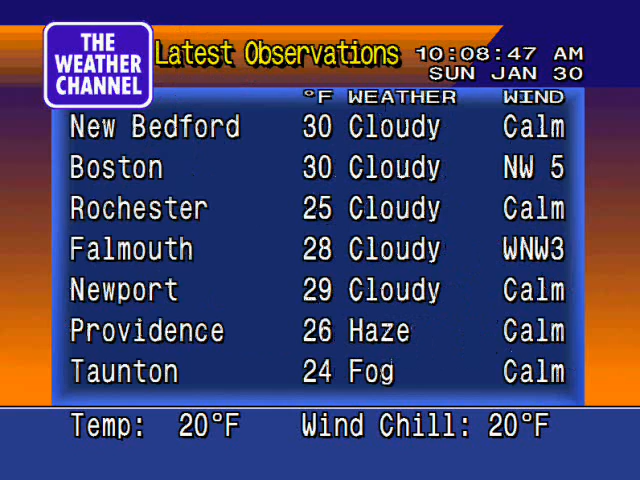 THE
WEATHER
CHANNEL
Latest Observations 10:08:47 AM
SUN JAN 30
°F WEATHER WIND
New Bedford 30 Cloudy Calm
Boston 30 Cloudy NW 5
Rochester 25 Cloudy Calm
Falmouth 28 Cloudy WNW3
Newport 29 Cloudy Calm
Providence 26 Haze Calm
Taunton 24 Fog Calm
Temp: 20°F Wind Chill: 20°F